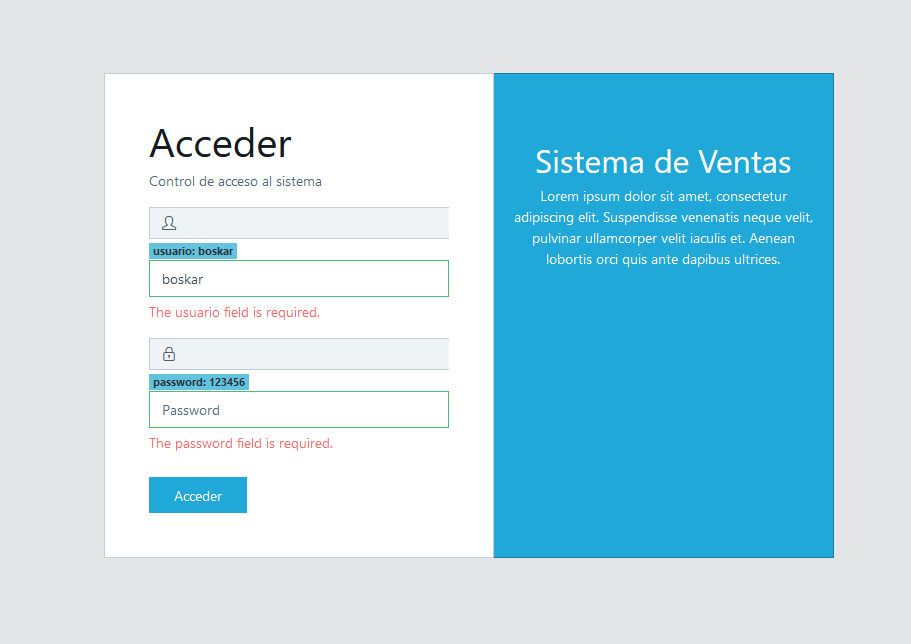 Acceder
Control de acceso al sistema
usuario: boskar
boskar
The usuario field is required.
password: 123456
Password
The password field is required.
Acceder
Sistema de Ventas
Lorem ipsum dolor sit amet, consectetur
adipiscing elit. Suspendisse venenatis neque velit,
pulvinar ullamcorper velit iaculis et. Aenean
lobortis orci quis ante dapibus ultrices.